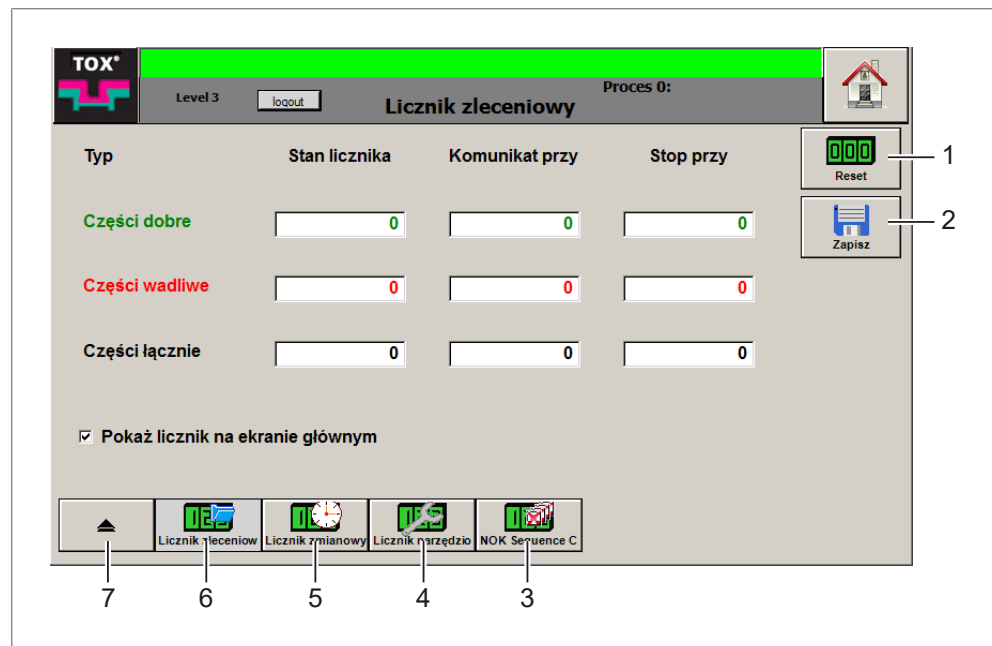 TOX®
Level 3
logout
Licznik zleceniowy
Proces 0:
Typ Stan licznika Komunikat przy Stop przy
Reset
1
Części dobre 0 0 0
Zapisz
2
Części wadliwe 0 0 0
Części łącznie 0 0 0
Pokaż licznik na ekranie głównym
Licznik zleceniow Licznik zmianowy Licznik narzędzio NOK Sequence C
7 6 5 4 3